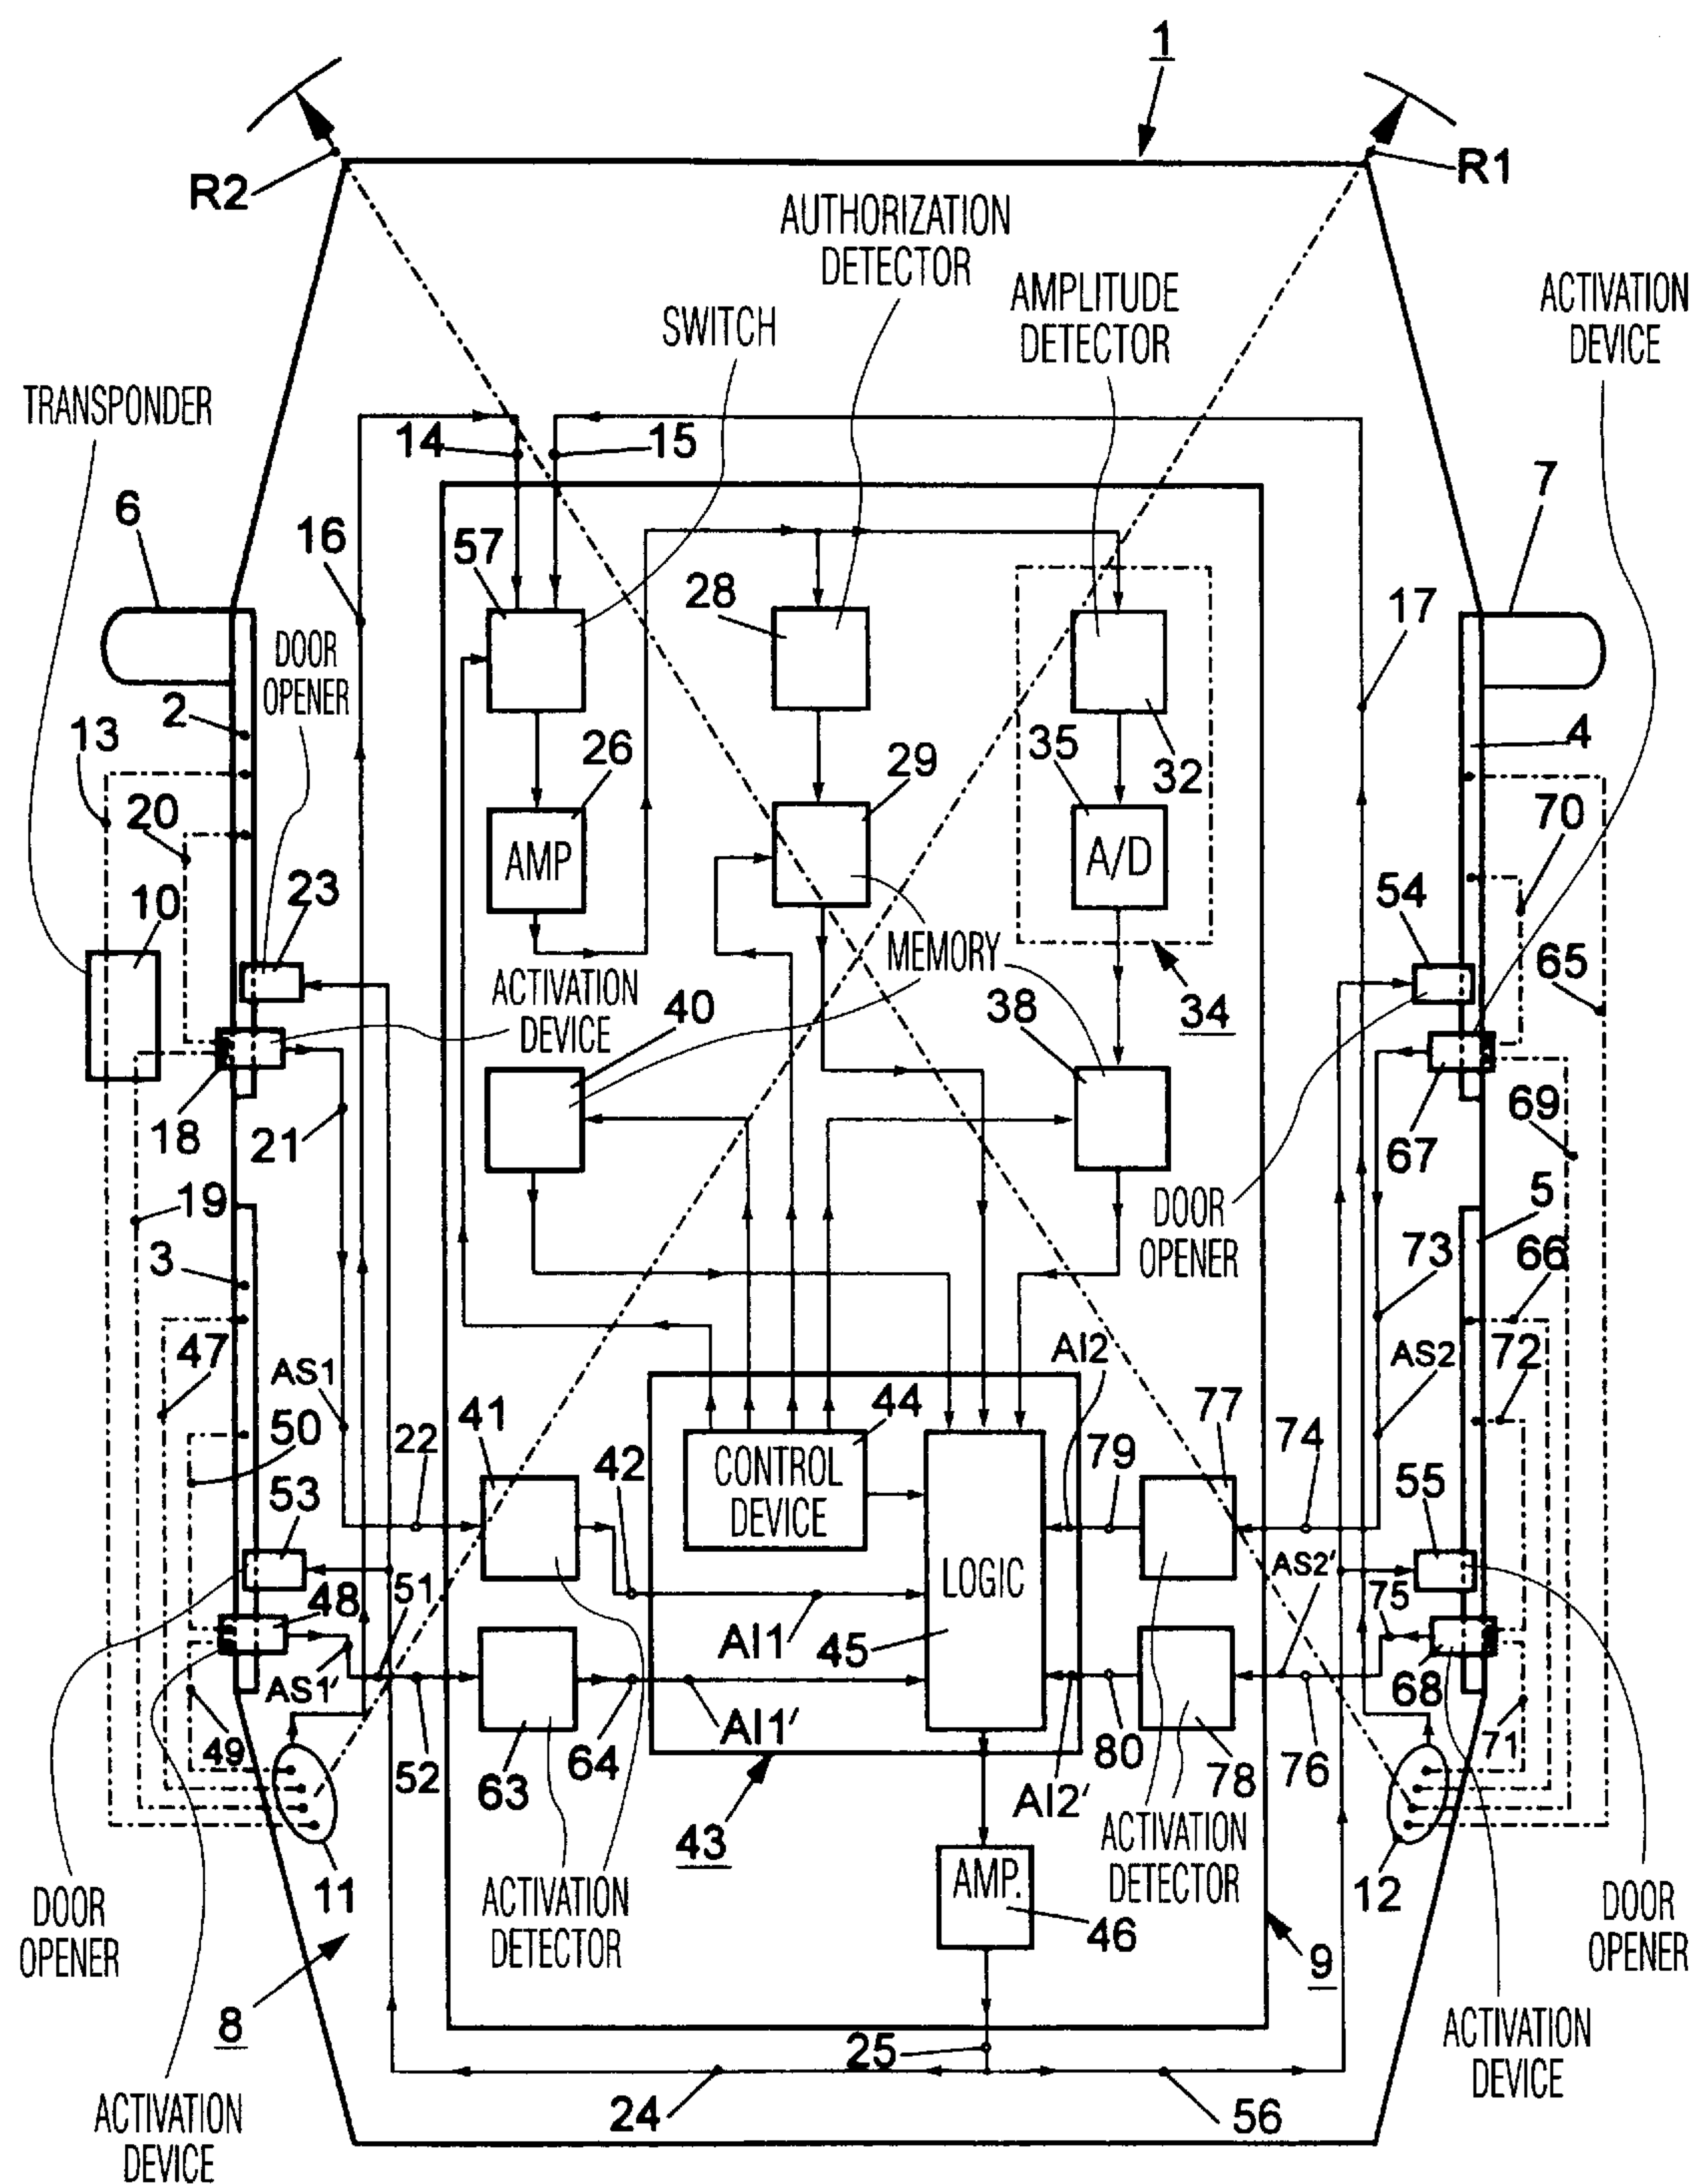 1
R2
R1
AUTHORIZATION
DETECTOR
AMPLITUDE
DETECTOR
ACTIVATION
DEVICE
SWITCH
TRANSPONDER
14
15
6
16
57
28
7
17
DOOR
OPENER
2
13
26
29
35
32
4
20
AMP
A/D
70
10
23
54
MEMORY
65
ACTIVATION
DEVICE
40
38
34
18
21
67
69
19
DOOR
OPENER
5
3
73
66
47
AS1
AI2
AS2
72
50
22
41
42
44
CONTROL
DEVICE
79
77
74
53
55
LOGIC
51
48
AS2'
75
AI1
45
AS1'
68
49
AI1'
71
52
63
64
80
78
76
AI2'
43
11
ACTIVATION
DETECTOR
AMP.
46
ACTIVATION
DETECTOR
12
DOOR
OPENER
DOOR
OPENER
9
8
25
ACTIVATION
DEVICE
24
56
ACTIVATION
DEVICE